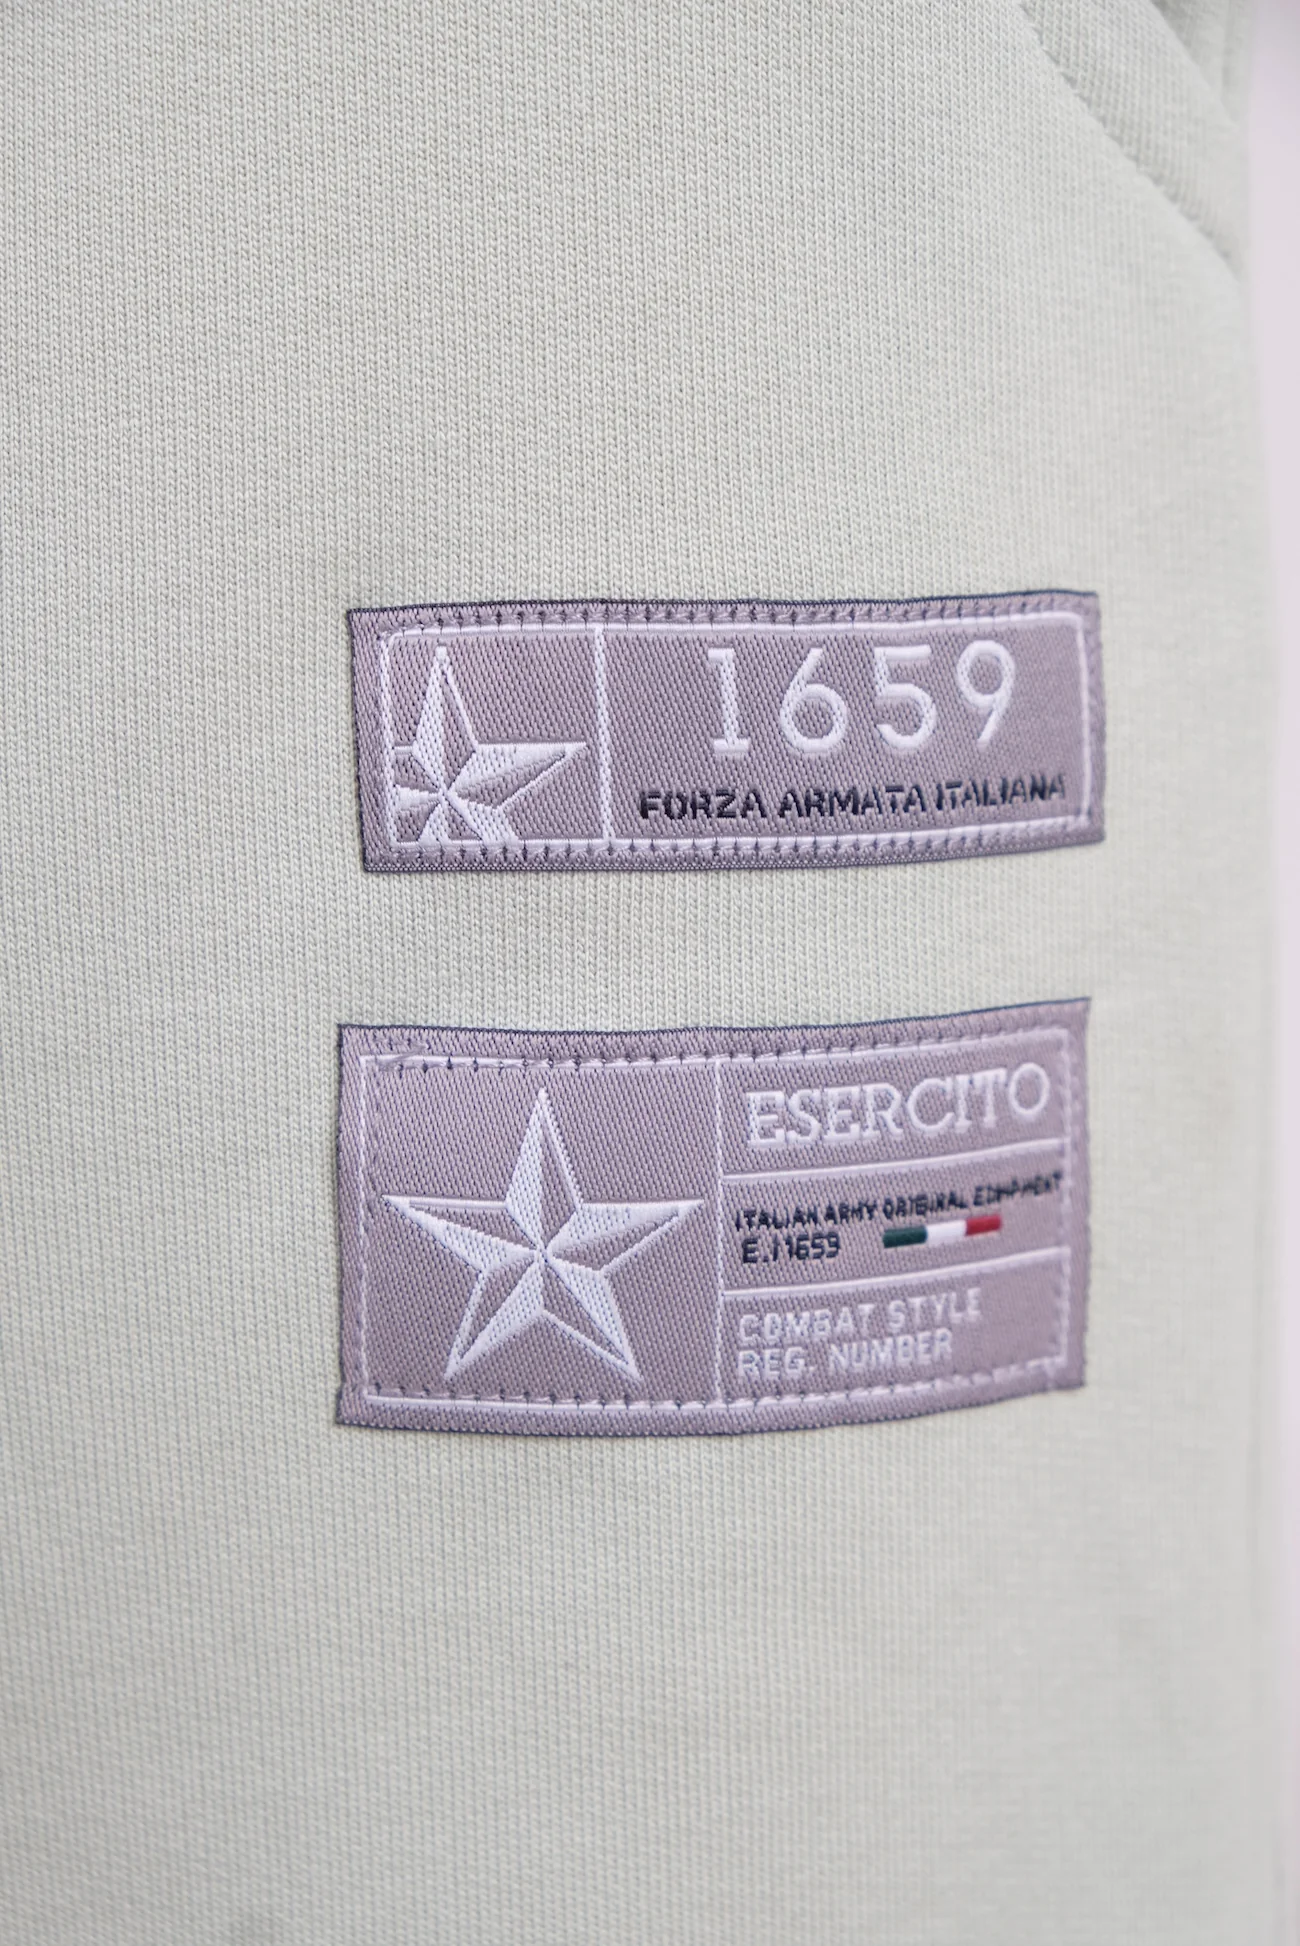 1659
FORZA ARMATA ITALIANA
ESERCITO
ITALIAN ARMY ORIGINAL EQUIPMENT
E.I 1659
COMBAT STYLE
REG. NUMBER